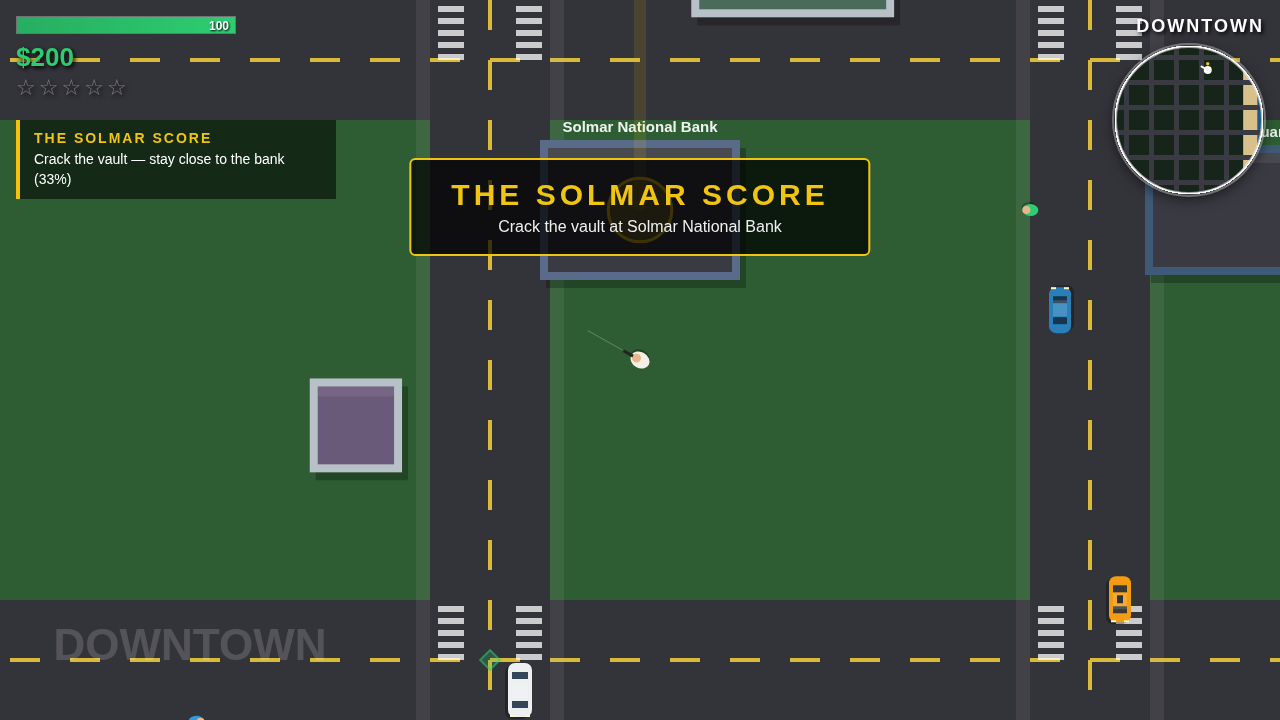 100
$200
DOWNTOWN
THE SOLMAR SCORE
Crack the vault — stay close to the bank
(33%)
Solmar National Bank
THE SOLMAR SCORE
Crack the vault at Solmar National Bank
DOWNTOWN